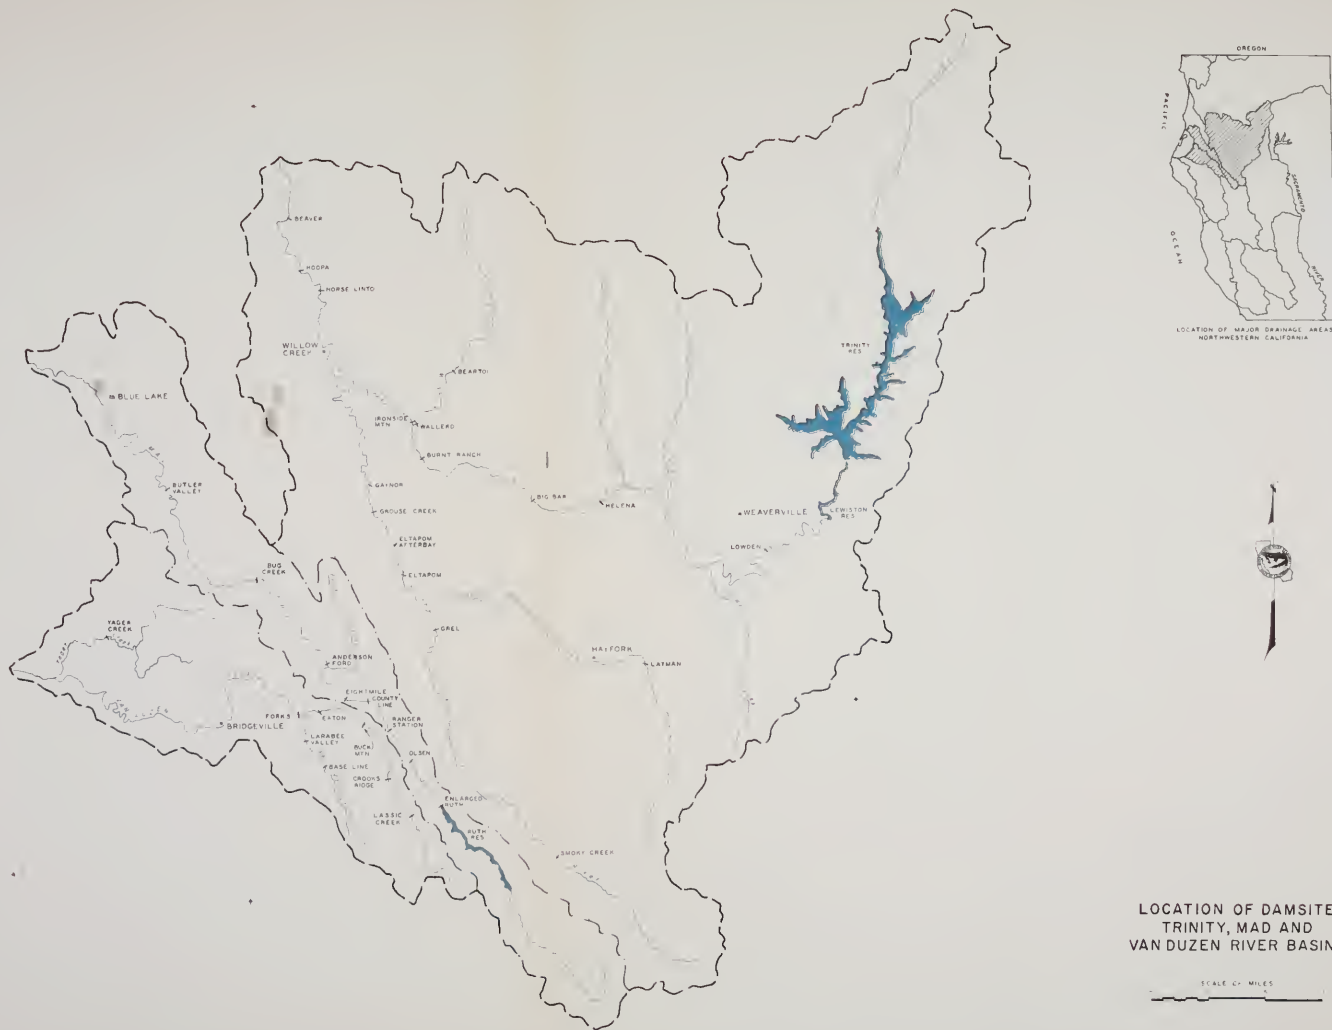 OREGON
PACIFIC
OCEAN
SACRAMENTO
RIVER
LOCATION OF MAJOR DRAINAGE AREAS
NORTHWESTERN CALIFORNIA
BEAVER
HOOPA
HORSE LINTO
WILLOW
CREEK
TRINITY
RES
BLUE LAKE
IRONSIDE
MTN
BURNT RANCH
BUTLER
VALLEY
GAYNOR
BIG BAR
HELENA
GROUSE CREEK
WEAVERVILLE
LEWISTON
RES
ELTAPOM
AFTERBAY
LOWDEN
BUG
CREEK
ELTAPOM
YAGER
CREEK
GREL
ANDERSON
FORD
HAYFORK
LAYMAN
EIGHTMILE
COUNTY
LINE
FORKS
EATON
RANGER
STATION
BRIDGEVILLE
LARABEE
VALLEY
BUCK
MTN
OLSEN
BASE LINE
CROOKS
RIDGE
ENLARGED
RUTH
LASSIC
CREEK
RUTH
RES
SMOKY CREEK
LOCATION OF DAMSITE
TRINITY, MAD AND
VAN DUZEN RIVER BASIN
SCALE OF MILES